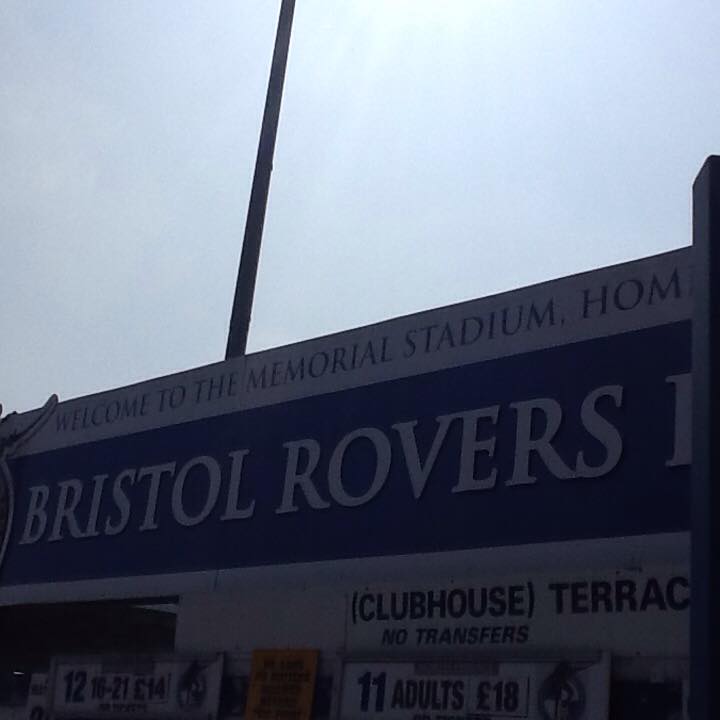 WELCOME TO THE MEMORIAL STADIUM, HOM
BRISTOL ROVERS
(CLUBHOUSE) TERRAC
NO TRANSFERS
12 16-21 £14
11 ADULTS £18